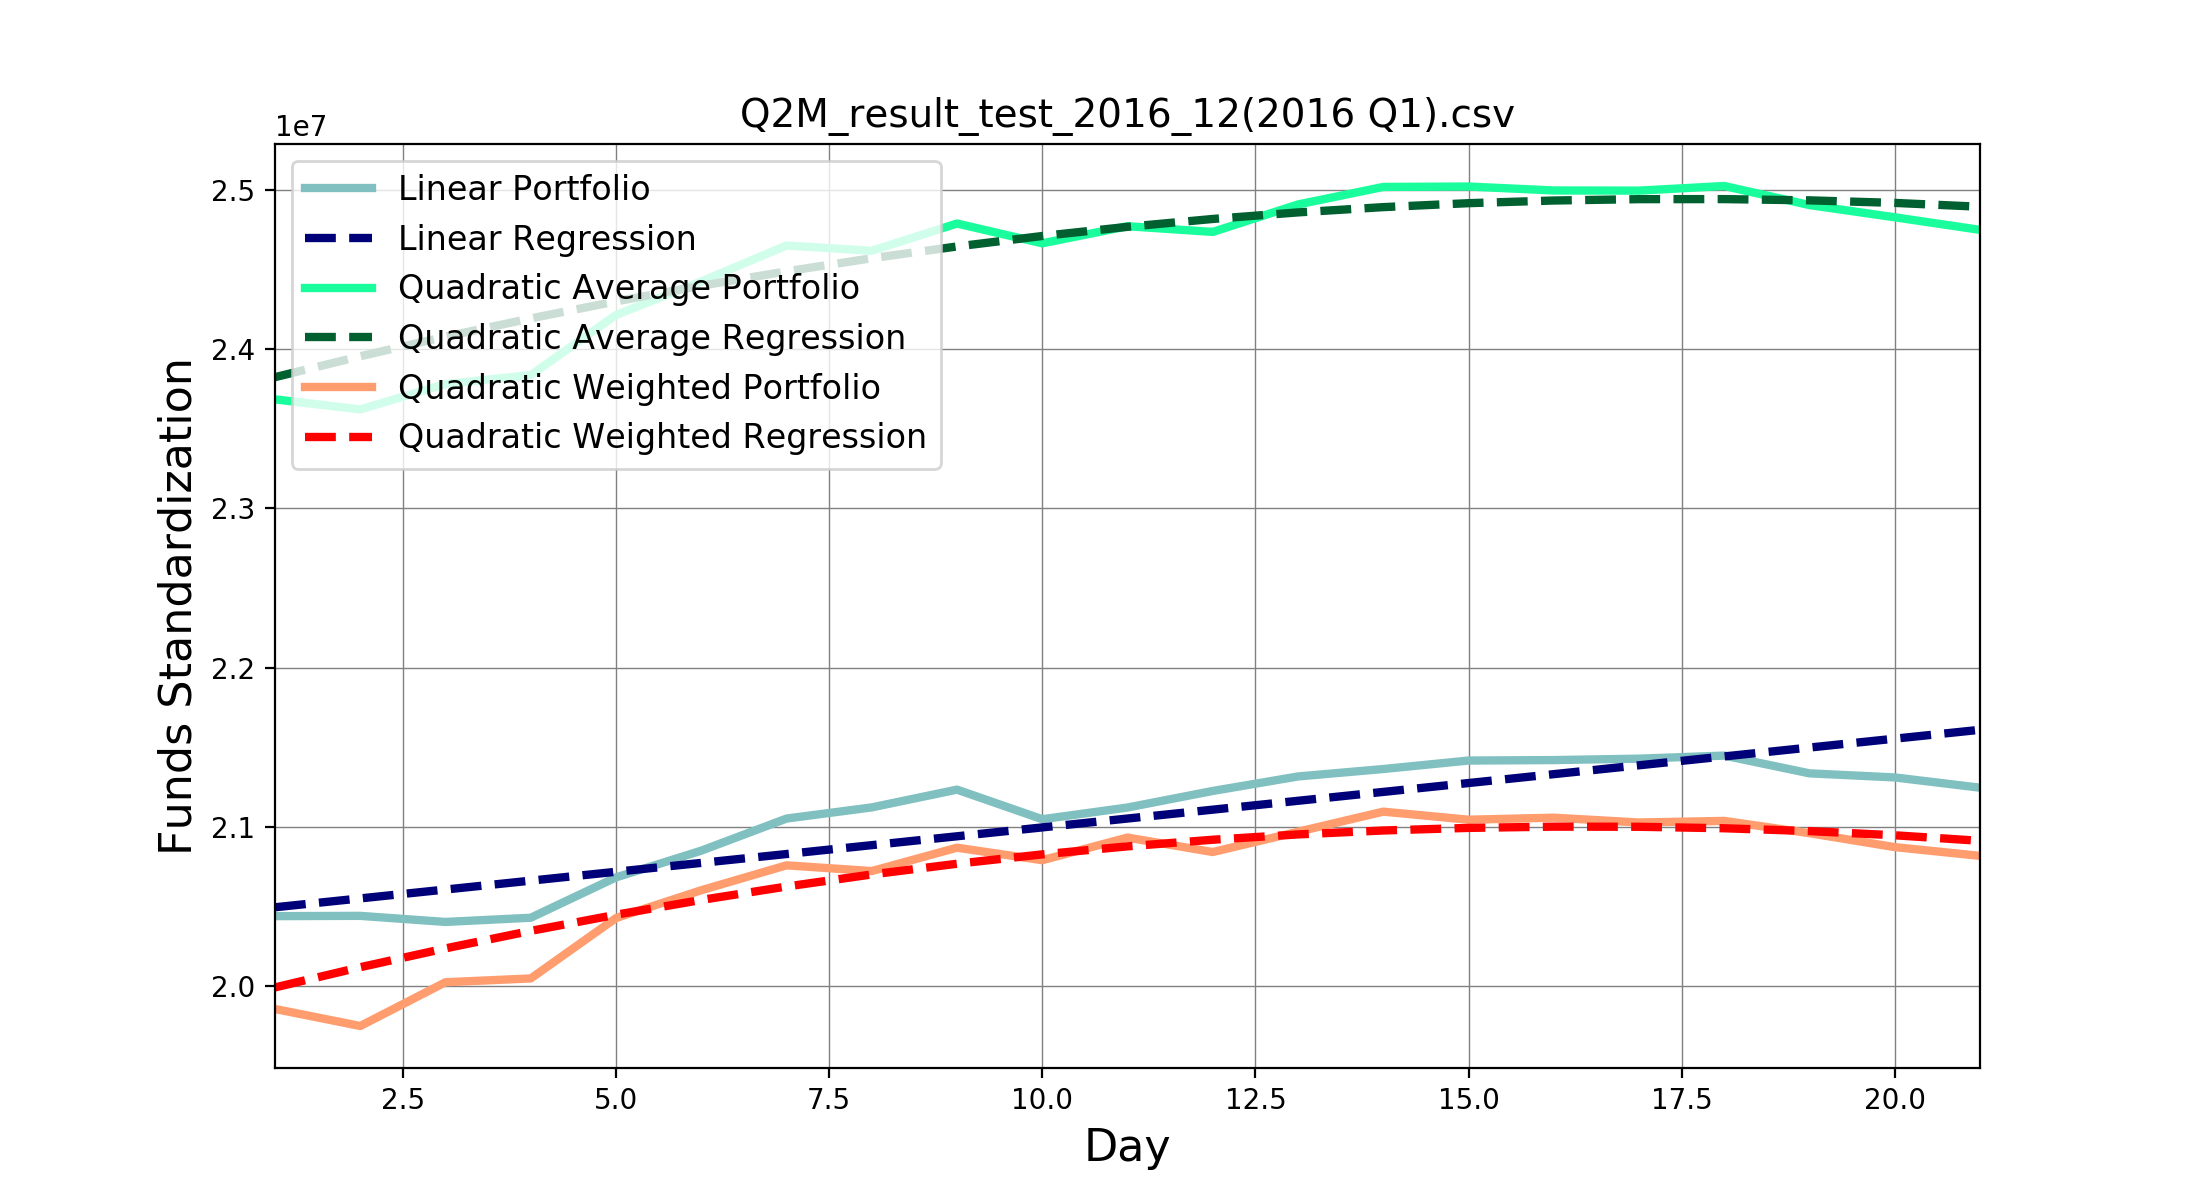 Q2M_result_test_2016_12(2016 Q1).csv
1e7
Linear Portfolio
Linear Regression
Quadratic Average Portfolio
Quadratic Average Regression
Quadratic Weighted Portfolio
Quadratic Weighted Regression
2.5
2.4
2.3
2.2
2.1
2.0
Funds Standardization
2.5 5.0 7.5 10.0 12.5 15.0 17.5 20.0
Day